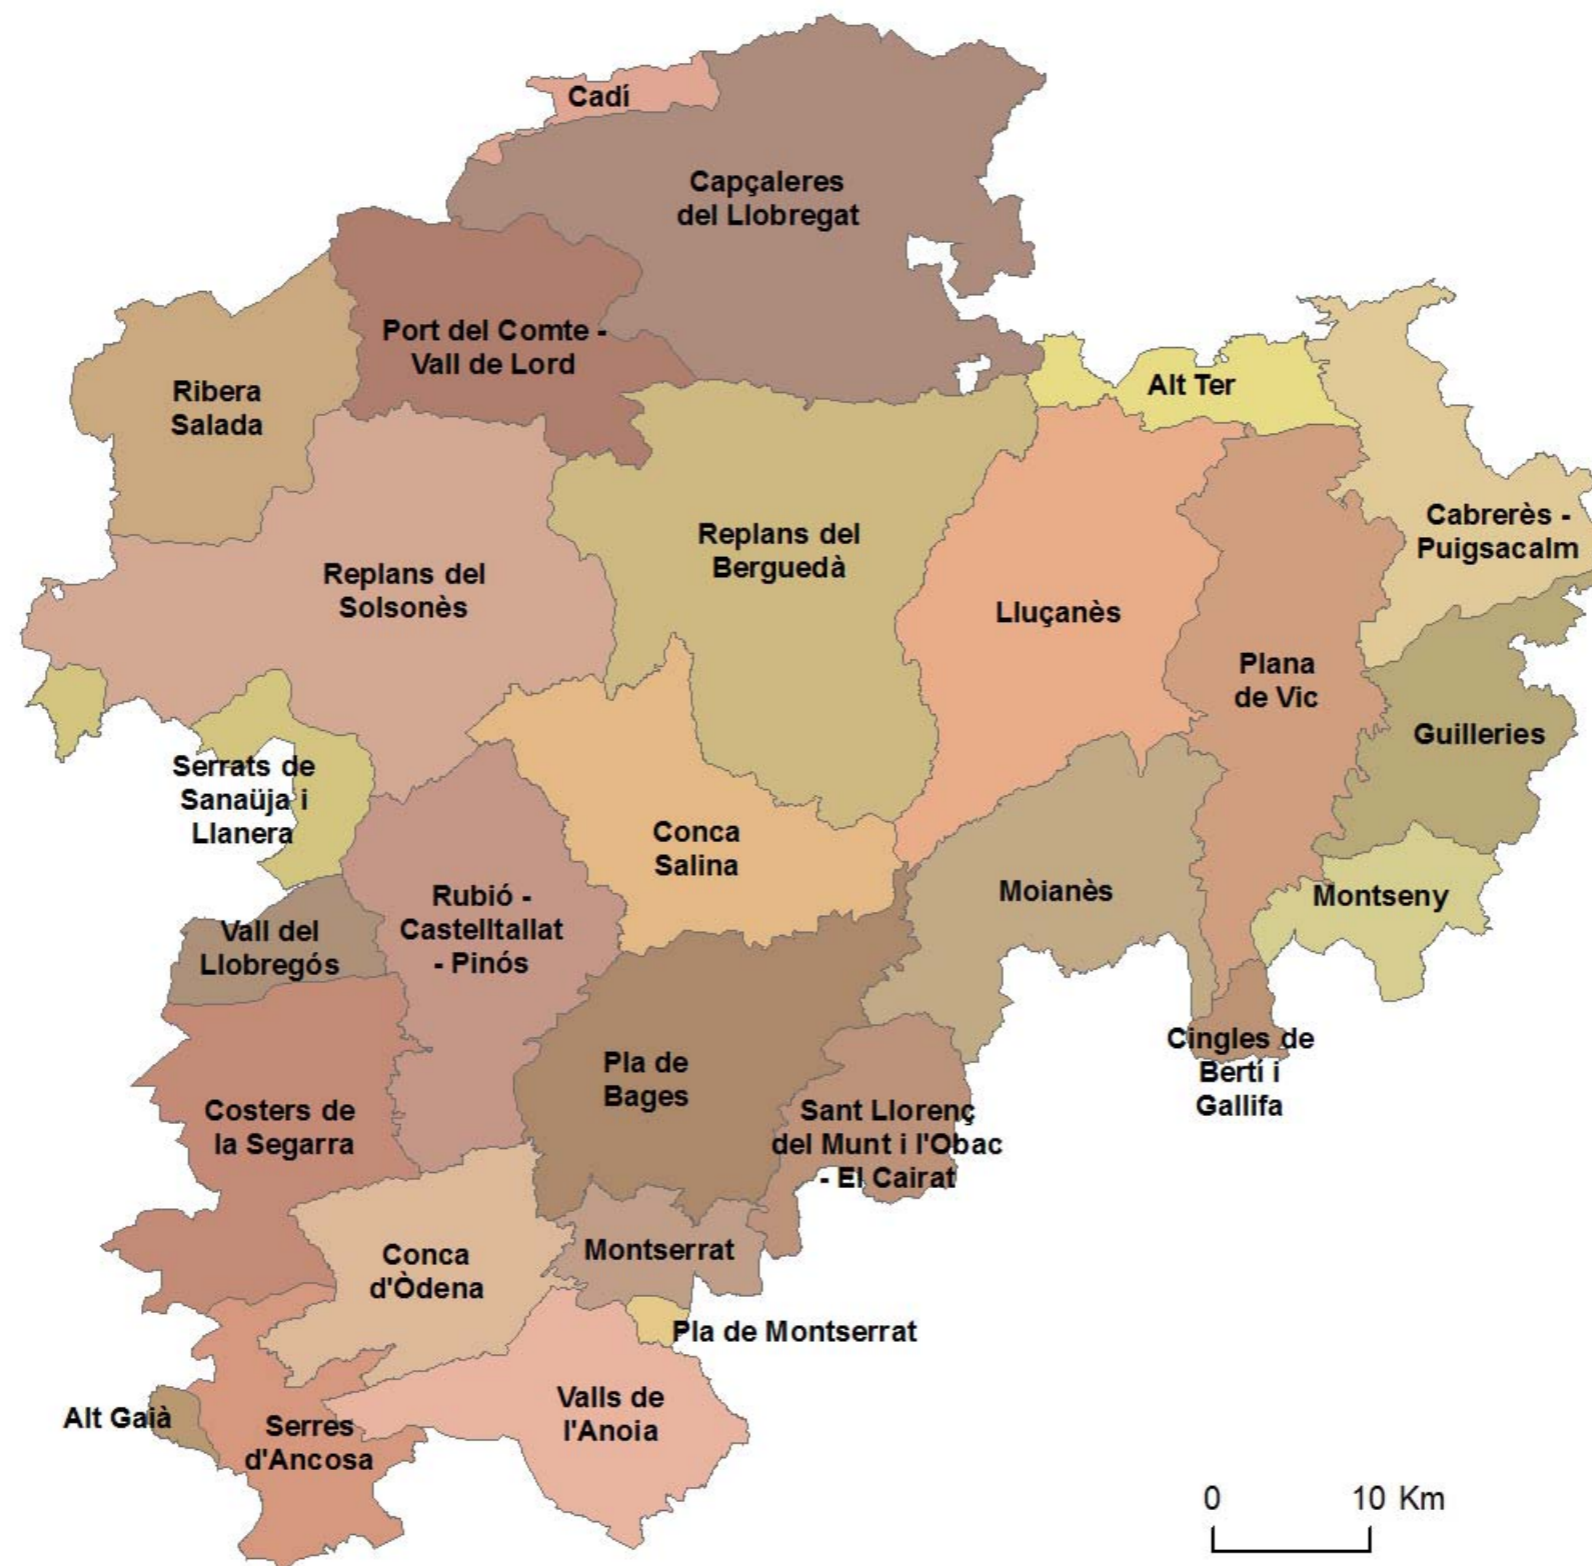 Cadí
Capçaleres
del Llobregat
Port del Comte -
Vall de Lord
Ribera
Salada
Alt Ter
Replans del
Berguedà
Cabrerès -
Puigsacalm
Replans del
Solsonès
Lluçanès
Plana
de Vic
Guilleries
Serrats de
Sanaüja i
Llanera
Conca
Salina
Moianès
Montseny
Rubió -
Castelltallat
- Pinós
Vall del
Llobregós
Cingles de
Bertí i
Gallifa
Pla de
Bages
Costers de
la Segarra
Sant Llorenç
del Munt i l'Obac
- El Cairat
Montserrat
Conca
d'Òdena
Pla de Montserrat
Alt Gaià
Serres
d'Ancosa
Valls de
l'Anoia
0 10 Km